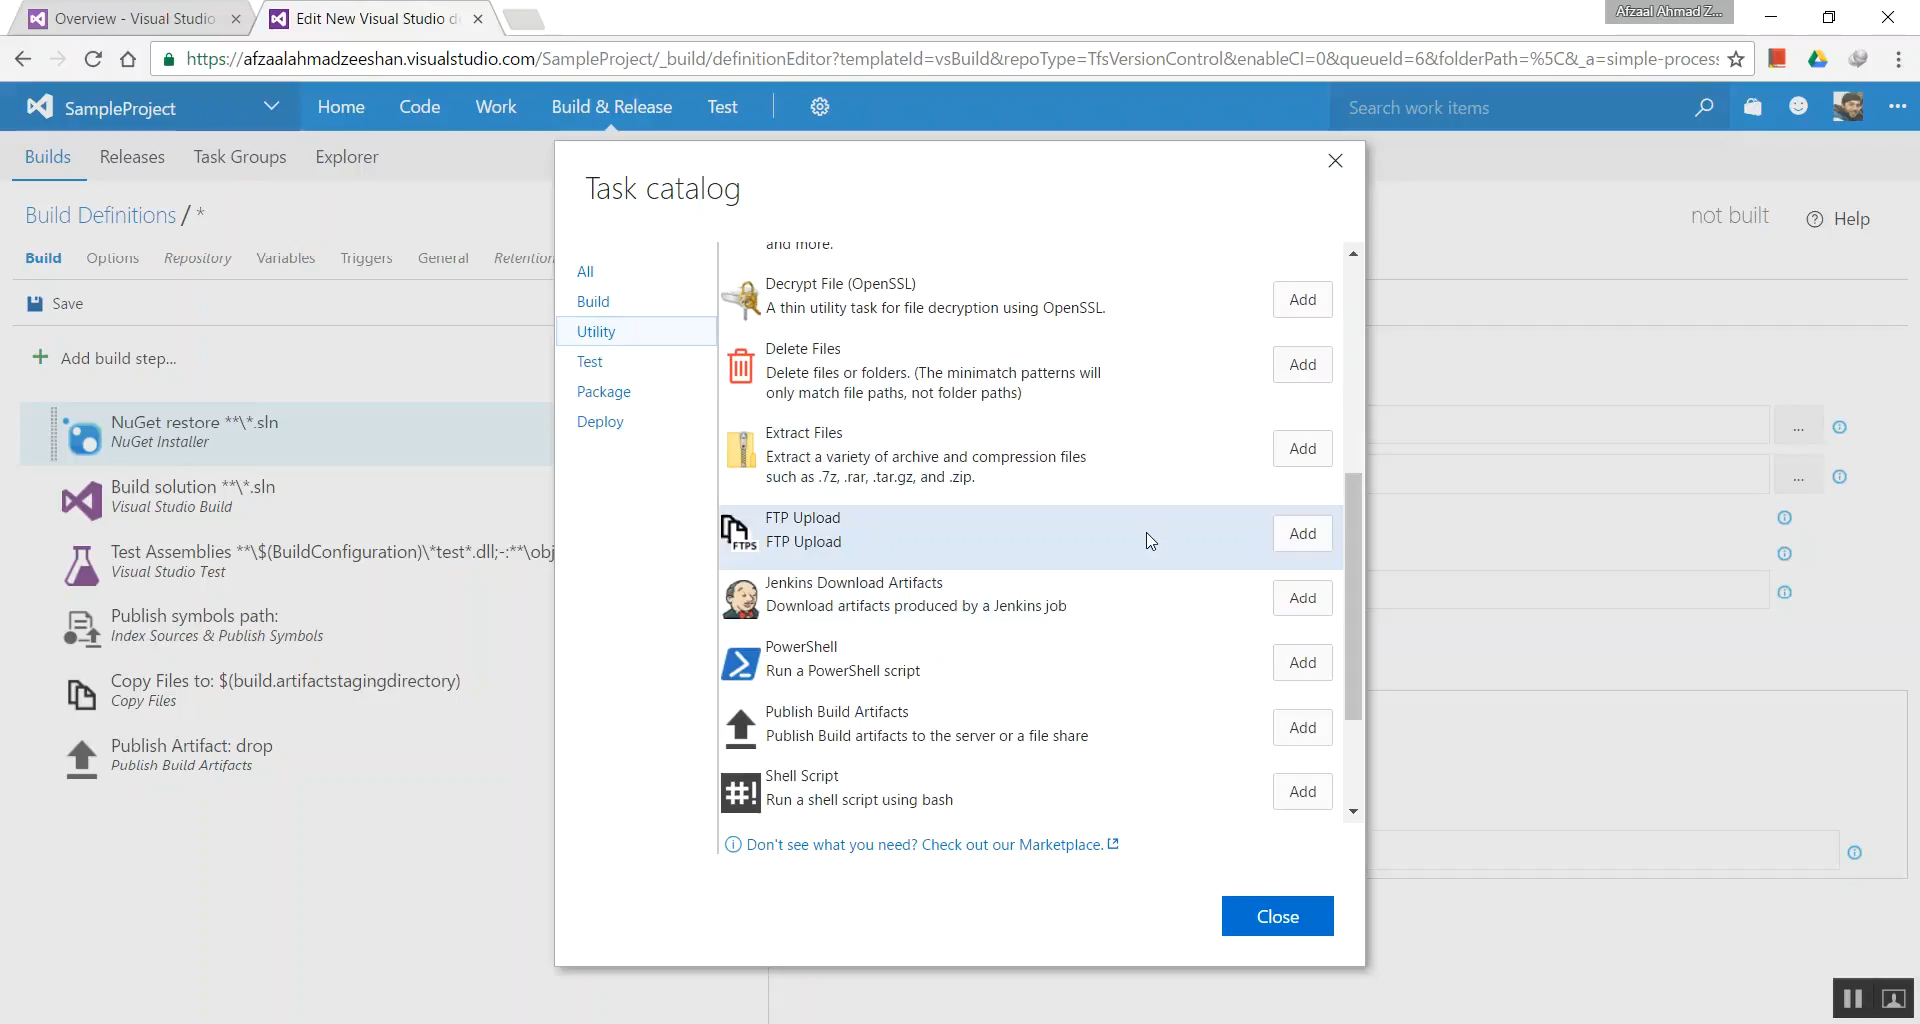 Overview - Visual Studio
Edit New Visual Studio d
Afzaal Ahmad Z...
https://afzaalahmadzeeshan.visualstudio.com/SampleProject/_build/definitionEditor?templateId=vsBuild&repoType=TfsVersionControl&enableCI=0&queueId=6&folderPath=%5C&_a=simple-process
SampleProject
Home
Code
Work
Build & Release
Test
Search work items
Builds
Releases
Task Groups
Explorer
Build Definitions / *
not built
Help
Build
Options
Repository
Variables
Triggers
General
Retention
Save
Add build step...
NuGet restore **\*.sln
NuGet Installer
Build solution **\*.sln
Visual Studio Build
Test Assemblies **\$(BuildConfiguration)\*test*.dll;-:**\obj
Visual Studio Test
Publish symbols path:
Index Sources & Publish Symbols
Copy Files to: $(build.artifactstagingdirectory)
Copy Files
Publish Artifact: drop
Publish Build Artifacts
Task catalog
All
Build
Utility
Test
Package
Deploy
and more.
Decrypt File (OpenSSL)
A thin utility task for file decryption using OpenSSL.
Add
Delete Files
Delete files or folders. (The minimatch patterns will
only match file paths, not folder paths)
Add
Extract Files
Extract a variety of archive and compression files
such as .7z, .rar, .tar.gz, and .zip.
Add
FTP Upload
FTP Upload
FTPS
Add
Jenkins Download Artifacts
Download artifacts produced by a Jenkins job
Add
PowerShell
Run a PowerShell script
Add
Publish Build Artifacts
Publish Build artifacts to the server or a file share
Add
Shell Script
Run a shell script using bash
#!
Add
Don't see what you need? Check out our Marketplace.
Close
...
...